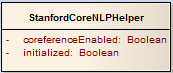 StanfordCoreNLPHelper
- coreferenceEnabled: Boolean
- initialized: Boolean